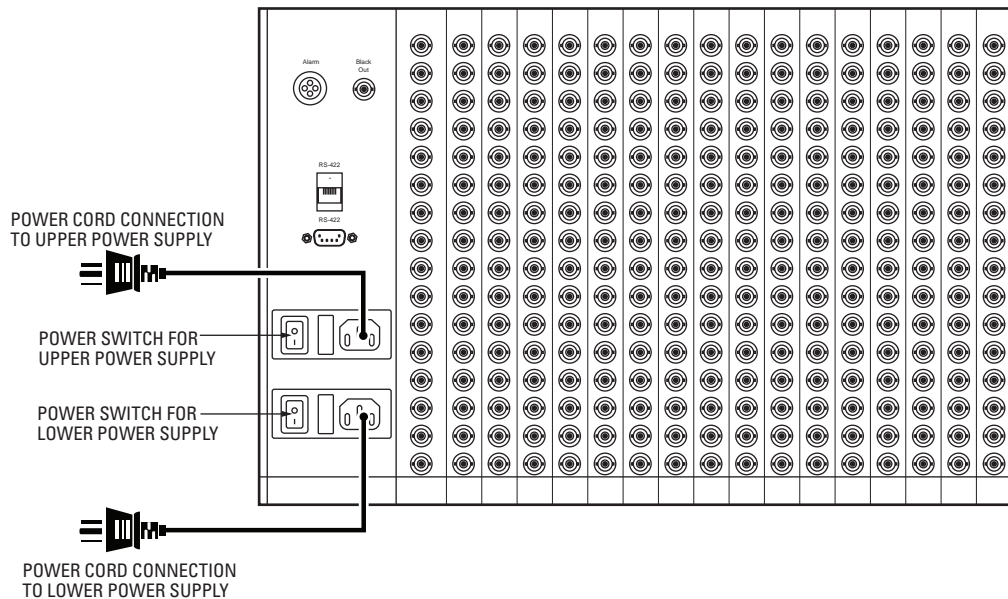 Alarm
Black
Out
RS-422
RS-422
POWER CORD CONNECTION
TO UPPER POWER SUPPLY
POWER SWITCH FOR
UPPER POWER SUPPLY
POWER SWITCH FOR
LOWER POWER SUPPLY
POWER CORD CONNECTION
TO LOWER POWER SUPPLY